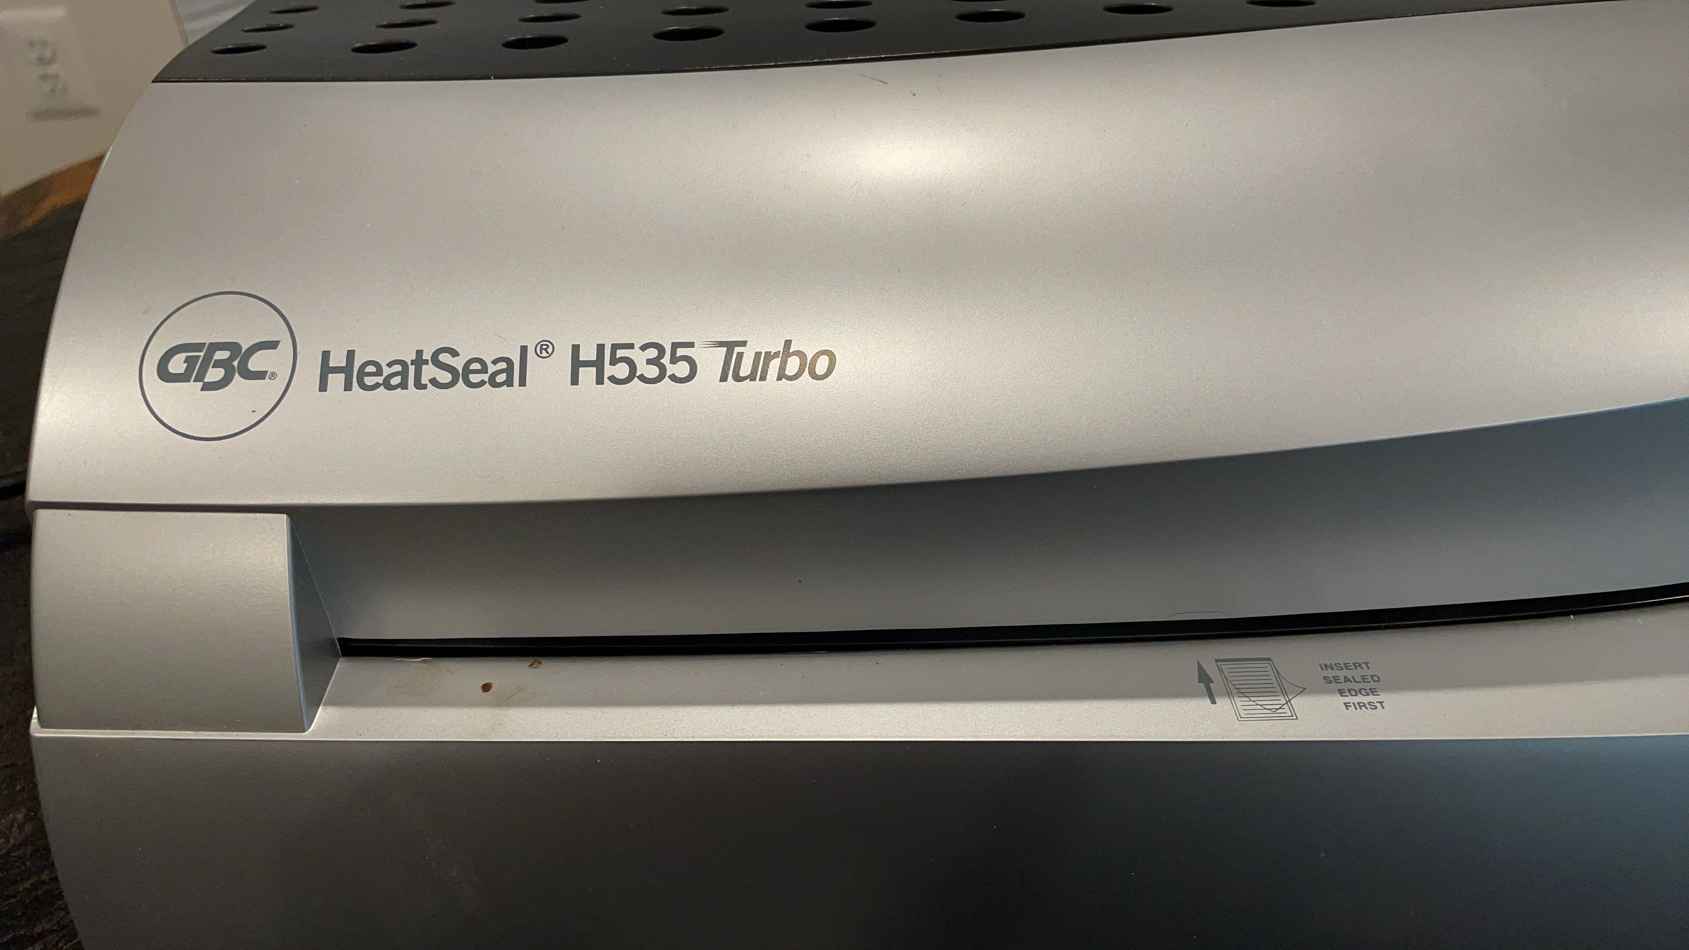 GBC® HeatSeal® H535 Turbo
INSERT
SEALED
EDGE
FIRST